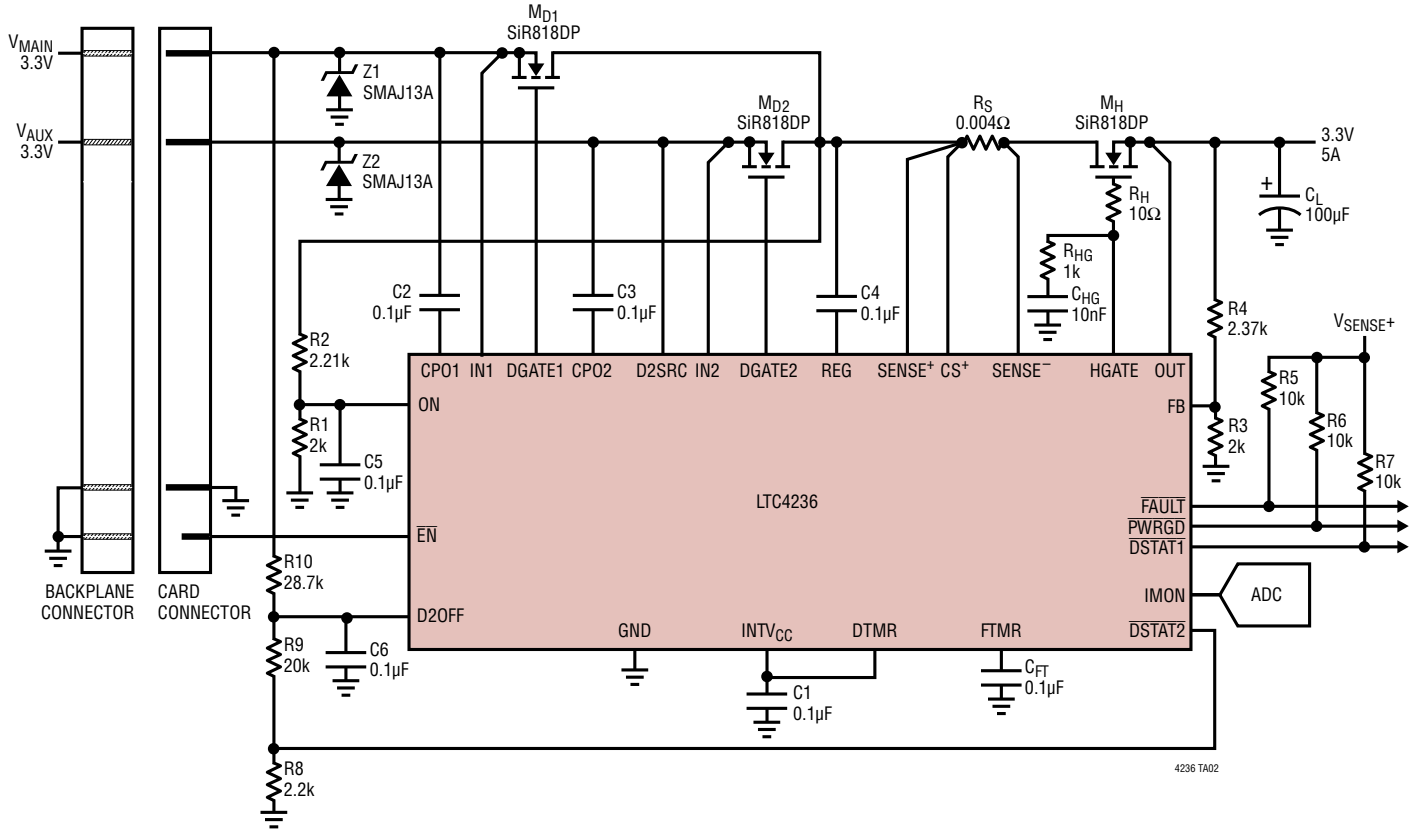 V_MAIN
3.3V
V_AUX
3.3V
BACKPLANE
CONNECTOR
CARD
CONNECTOR
Z1
SMAJ13A
Z2
SMAJ13A
M_D1
SiR818DP
M_D2
SiR818DP
R_S
0.004Ω
M_H
SiR818DP
3.3V
5A
R_H
10Ω
R_HG
1k
C_HG
10nF
+
C_L
100µF
C2
0.1µF
C3
0.1µF
C4
0.1µF
R4
2.37k
V_SENSE+
R2
2.21k
R1
2k
C5
0.1µF
R5
10k
R6
10k
R3
2k
R7
10k
CPO1 IN1 DGATE1 CPO2 D2SRC IN2 DGATE2 REG SENSE⁺ CS⁺ SENSE⁻ HGATE OUT
ON
FB
LTC4236
F̅A̅U̅L̅T̅
P̅W̅R̅G̅D̅
D̅S̅T̅A̅T̅1̅
E̅N̅
R10
28.7k
IMON
ADC
D2OFF
D̅S̅T̅A̅T̅2̅
GND INTV_CC DTMR FTMR
R9
20k
C6
0.1µF
C1
0.1µF
C_FT
0.1µF
R8
2.2k
4236 TA02